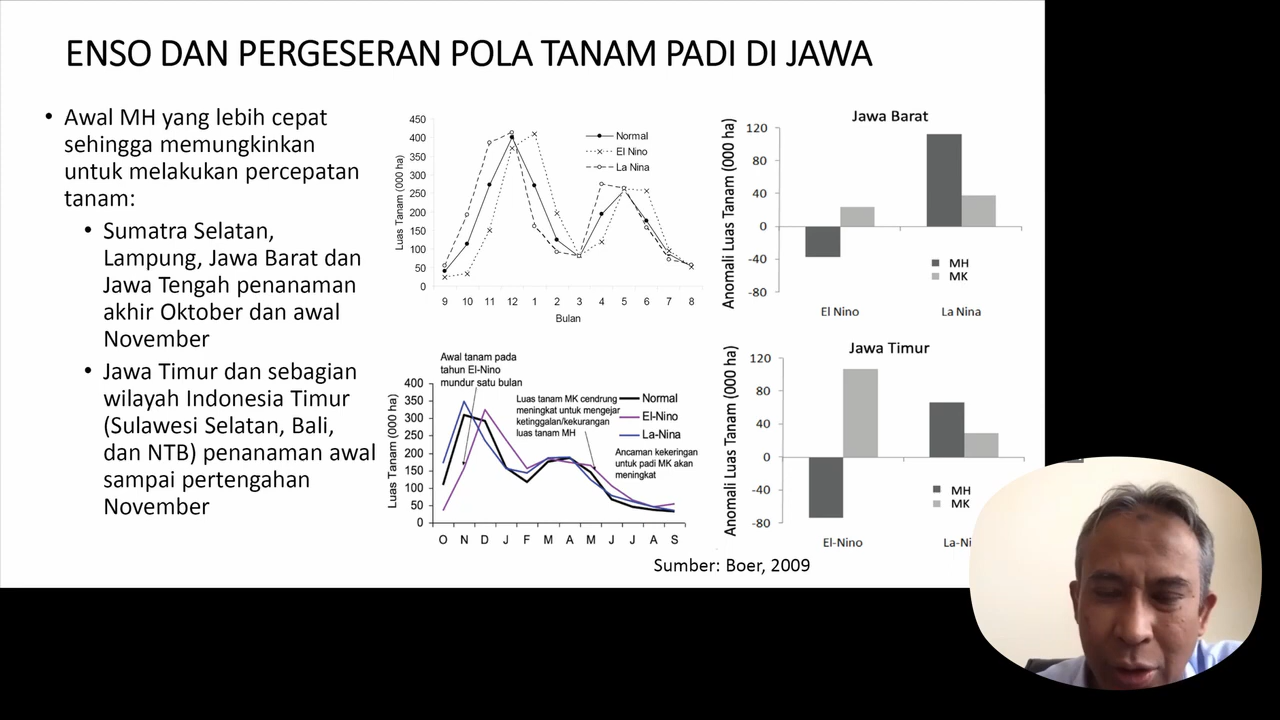 ENSO DAN PERGESERAN POLA TANAM PADI DI JAWA
• Awal MH yang lebih cepat
sehingga memungkinkan
untuk melakukan percepatan
tanam:
• Sumatra Selatan,
Lampung, Jawa Barat dan
Jawa Tengah penanaman
akhir Oktober dan awal
November
• Jawa Timur dan sebagian
wilayah Indonesia Timur
(Sulawesi Selatan, Bali,
dan NTB) penanaman awal
sampai pertengahan
November
Luas Tanam (000 ha)
450
400
350
300
250
200
150
100
50
0
9 10 11 12 1 2 3 4 5 6 7 8
Bulan
Normal
El Nino
La Nina
Jawa Barat
Anomali Luas Tanam (000 ha)
120
80
40
0
-40
-80
MH
MK
El Nino La Nina
Awal tanam pada
tahun El-Nino
mundur satu bulan
Luas tanam MK cendrung
meningkat untuk mengejar
ketinggalan/kekurangan
luas tanam MH
Normal
El-Nino
La-Nina
Ancaman kekeringan
untuk padi MK akan
meningkat
Luas Tanam (000 ha)
400
350
300
250
200
150
100
50
0
O N D J F M A M J J A S
Jawa Timur
Anomali Luas Tanam (000 ha)
120
80
40
0
-40
-80
MH
MK
El-Nino La-Ni
Sumber: Boer, 2009